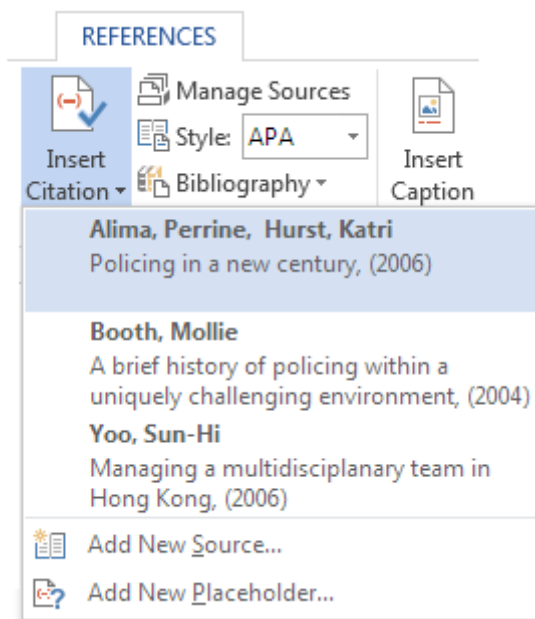 REFERENCES
Manage Sources
Style: APA
Insert
Citation
Bibliography
Insert
Caption
Alima, Perrine, Hurst, Katri
Policing in a new century, (2006)
Booth, Mollie
A brief history of policing within a
uniquely challenging environment, (2004)
Yoo, Sun-Hi
Managing a multidisciplanary team in
Hong Kong, (2006)
Add New Source...
Add New Placeholder...